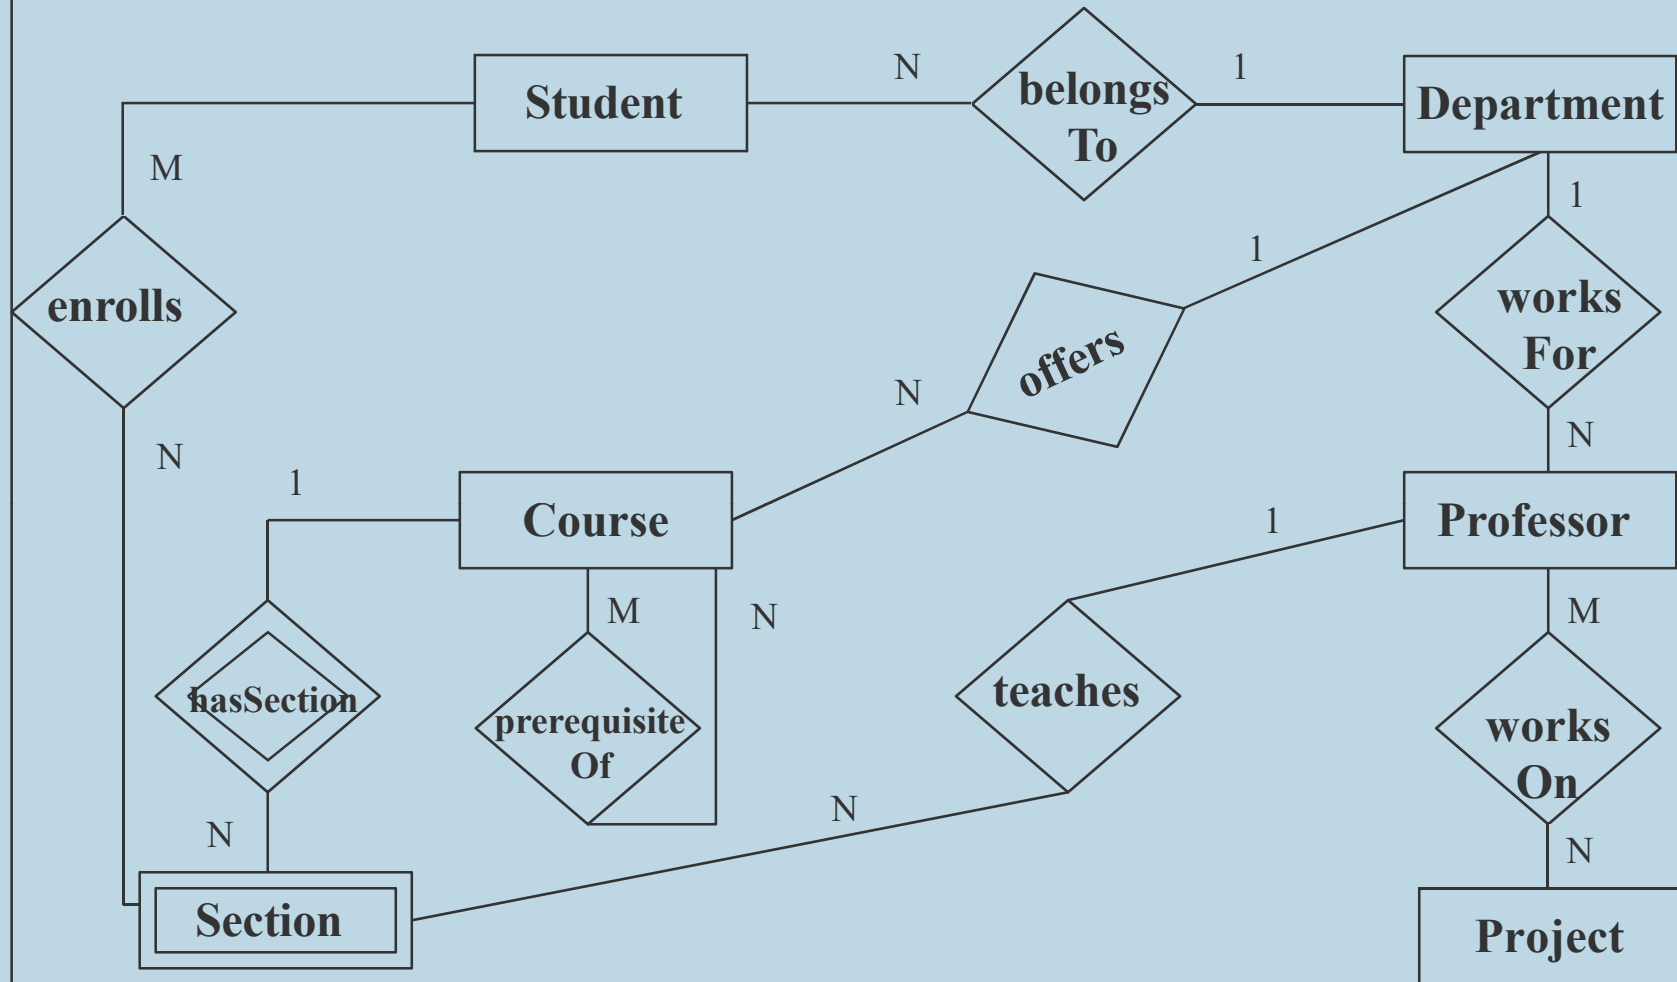 N
1
Student
belongs
To
Department
M
1
1
enrolls
works
For
offers
N
N
N
1
Course
1
Professor
M
N
M
hasSection
prerequisite
Of
teaches
works
On
N
N
N
Section
Project